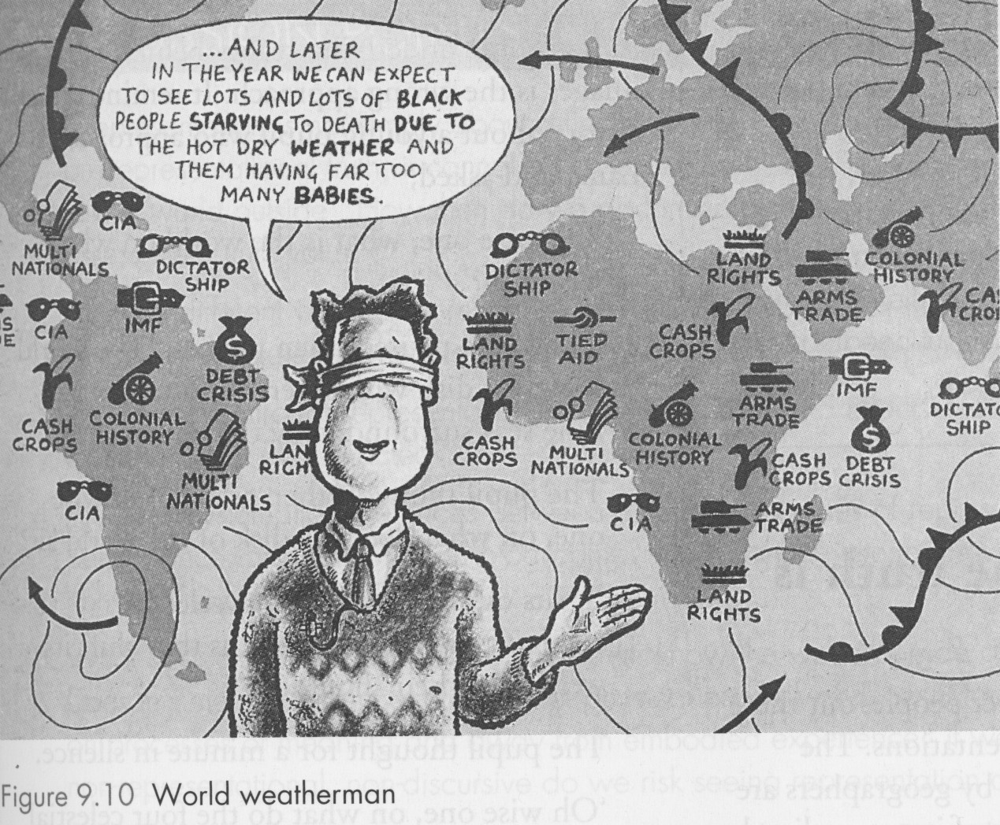 ...AND LATER
IN THE YEAR WE CAN EXPECT
TO SEE LOTS AND LOTS OF BLACK
PEOPLE STARVING TO DEATH DUE TO
THE HOT DRY WEATHER AND
THEM HAVING FAR TOO
MANY BABIES.
MULTI
NATIONALS
CIA
DICTATOR
SHIP
CIA
IMF
DEBT
CRISIS
CASH
CROPS
COLONIAL
HISTORY
MULTI
NATIONALS
LAN
RIGH
CIA
DICTATOR
SHIP
LAND
RIGHTS
ARMS
TRADE
COLONIAL
HISTORY
LAND
RIGHTS
TIED
AID
CASH
CROPS
CAS
CRO
CASH
CROPS
MULTI
NATIONALS
COLONIAL
HISTORY
ARMS
TRADE
IMF
DICTATO
SHIP
CASH
CROPS
DEBT
CRISIS
CIA
ARMS
TRADE
LAND
RIGHTS
Figure 9.10 World weatherman